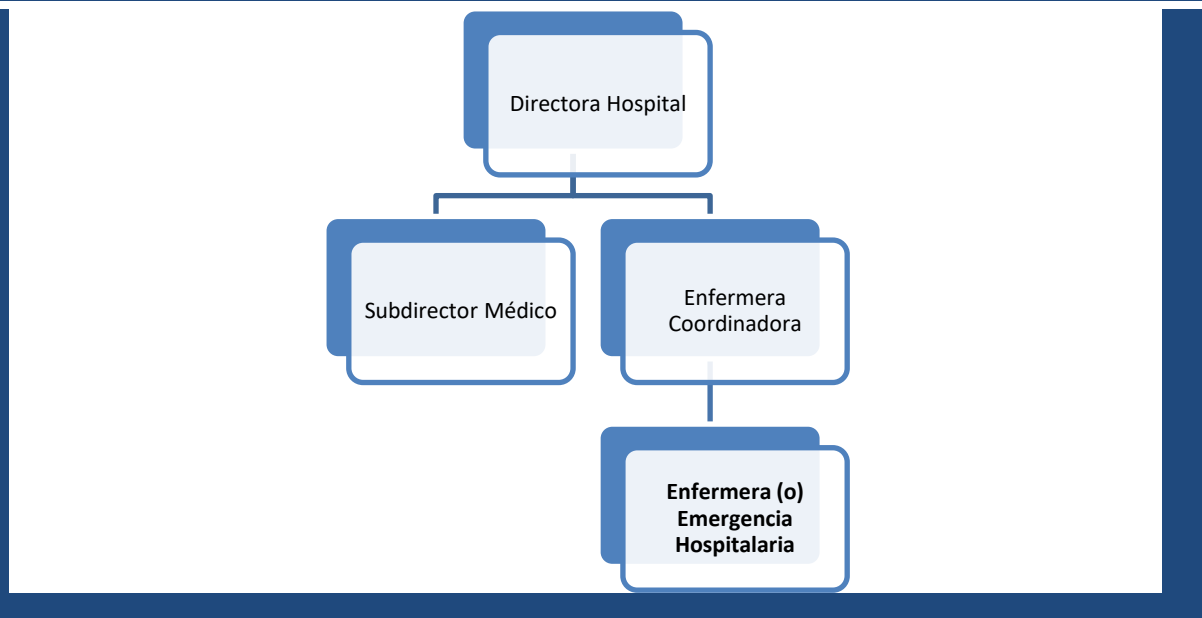 Directora Hospital
Subdirector Médico
Enfermera
Coordinadora
Enfermera (o)
Emergencia
Hospitalaria